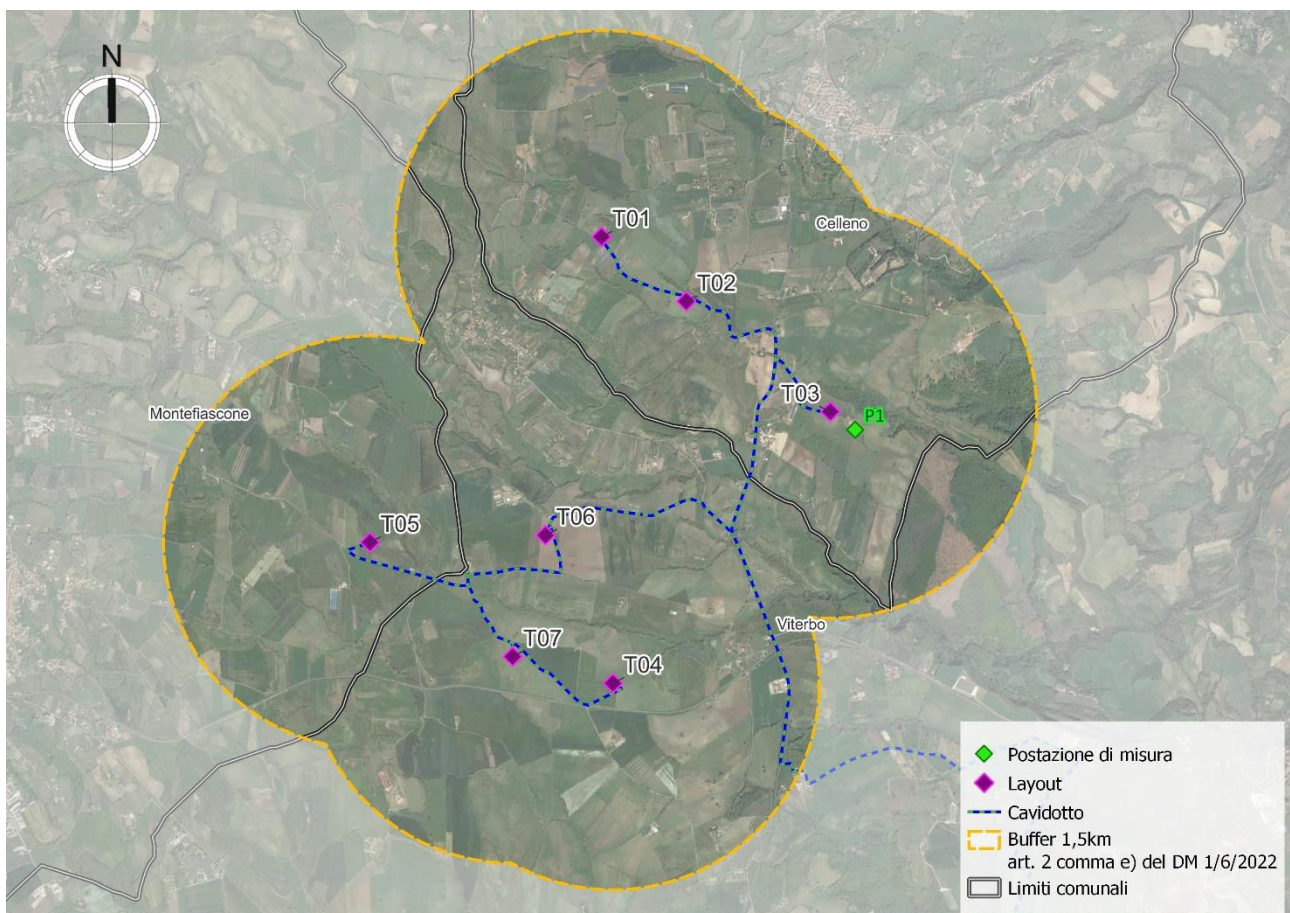 N
T01
T02
Celleno
T03
P1
Montefiascone
T05
T06
T07
T04
Viterbo
Postazione di misura
Layout
Cavidotto
Buffer 1,5km
art. 2 comma e) del DM 1/6/2022
Limiti comunali